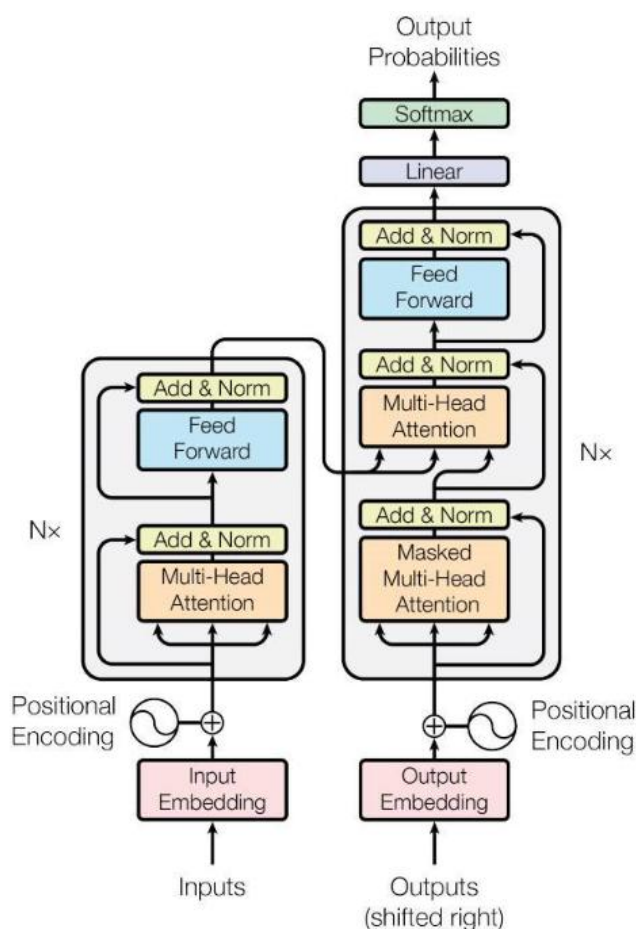 Output
Probabilities
Softmax
Linear
Add & Norm
Feed
Forward
Add & Norm
Multi-Head
Attention
Nx
Add & Norm
Masked
Multi-Head
Attention
Positional
Encoding
Output
Embedding
Outputs
(shifted right)
Add & Norm
Feed
Forward
Nx
Add & Norm
Multi-Head
Attention
Positional
Encoding
Input
Embedding
Inputs